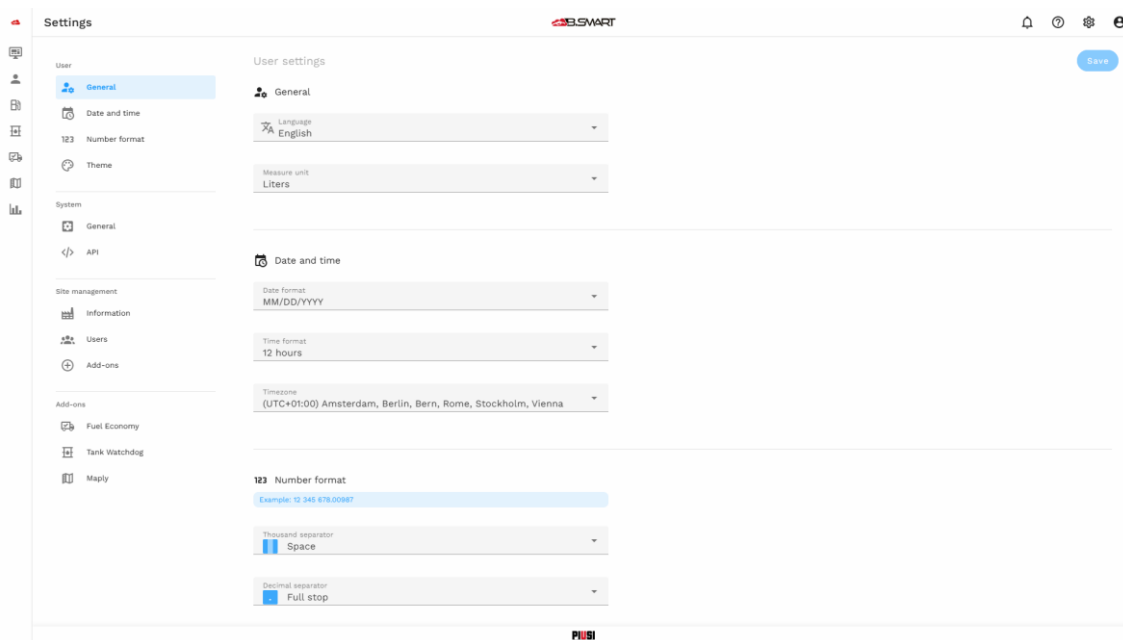 Settings
B.SMART
User
General
Date and time
123 Number format
Theme
System
General
</> API
Site management
Information
Users
Add-ons
Add-ons
Fuel Economy
Tank Watchdog
Maply
User settings
Save
General
Language
English
Measure unit
Liters
Date and time
Date format
MM/DD/YYYY
Time format
12 hours
Timezone
(UTC+01:00) Amsterdam, Berlin, Bern, Rome, Stockholm, Vienna
123 Number format
Example: 12 345 678.00987
Thousand separator
Space
Decimal separator
Full stop
PIUSI